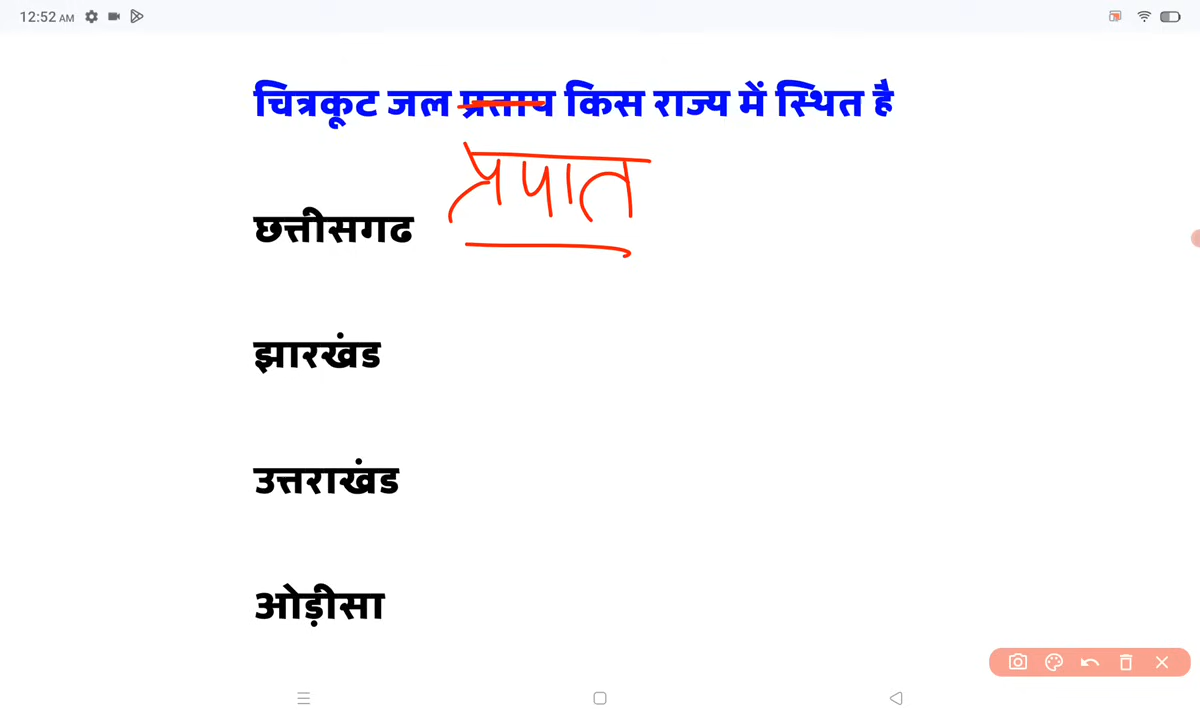 12:52 AM
चित्रकूट जल प्रताप किस राज्य में स्थित है
प्रपात
छत्तीसगढ
झारखंड
उत्तराखंड
ओड़ीसा